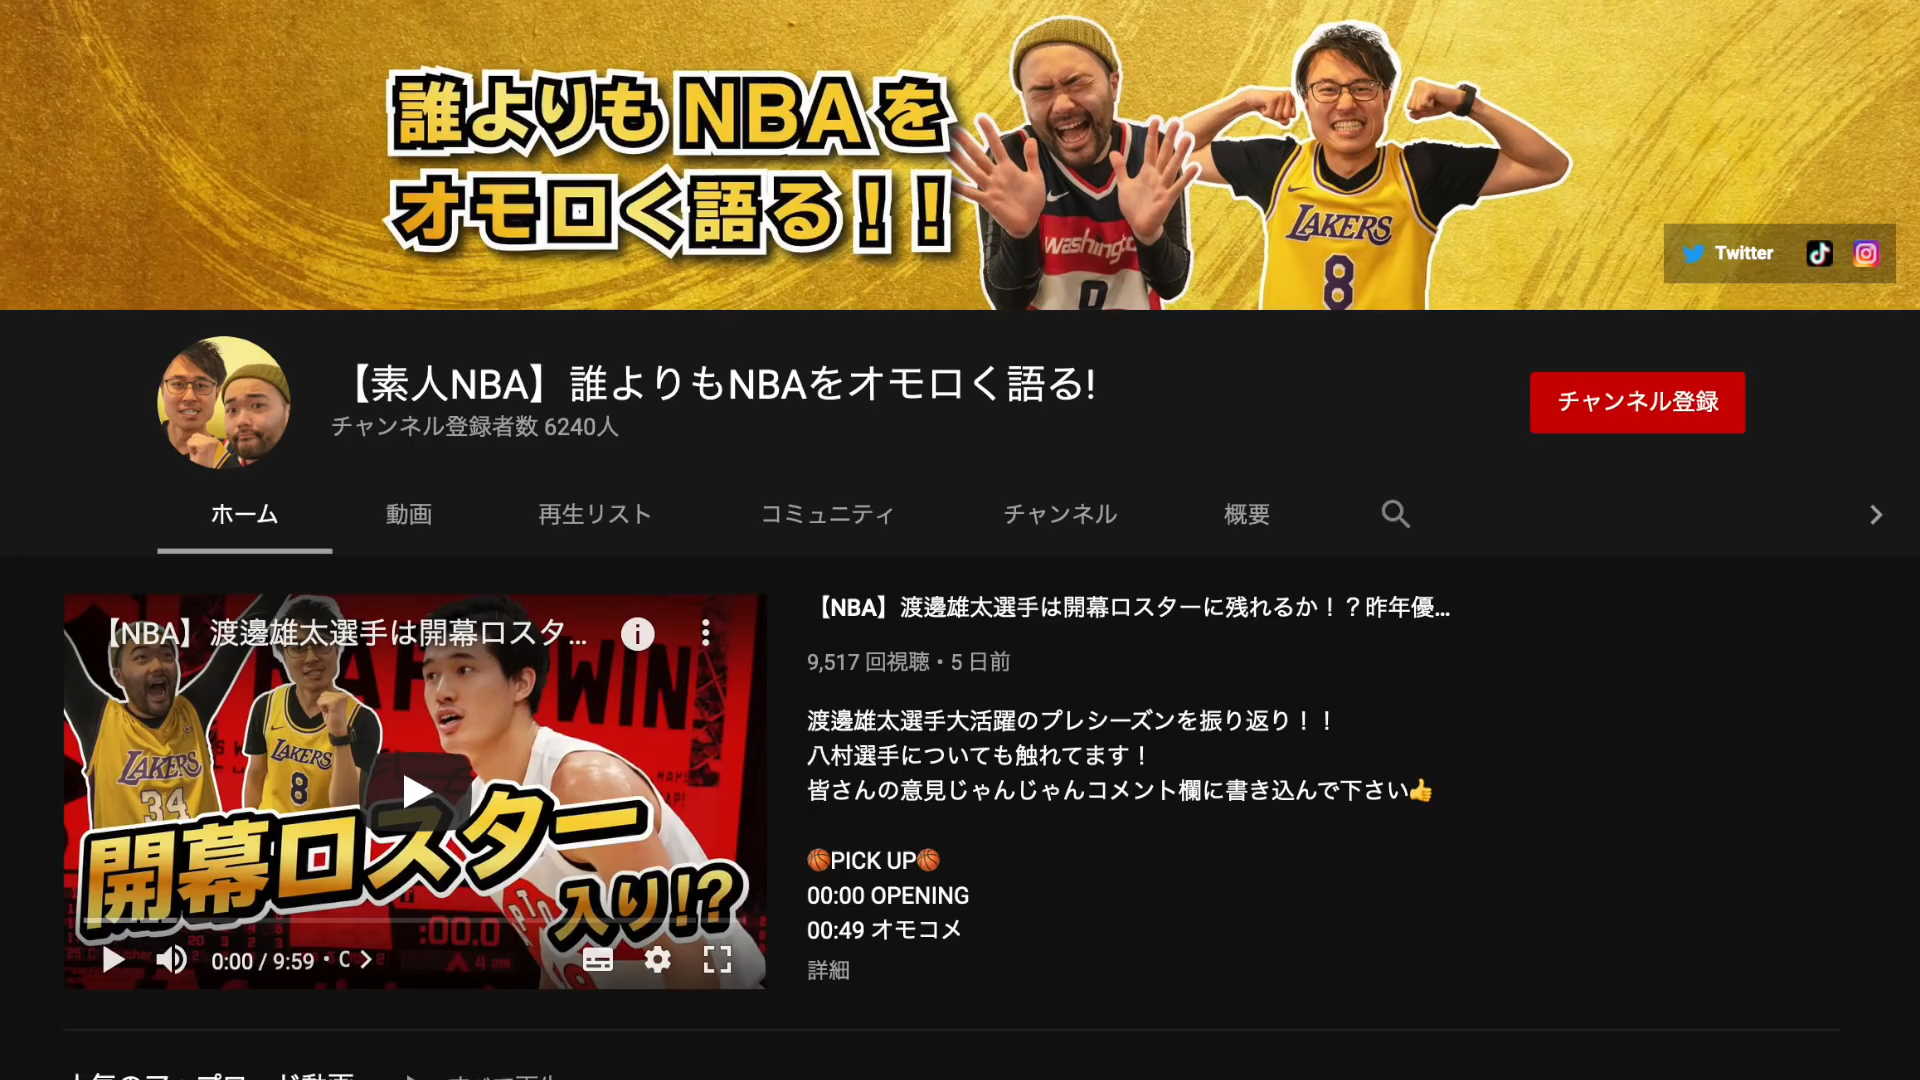 誰よりもNBAを
オモロく語る！！
washingt
LAKERS
8
Twitter
【素人NBA】誰よりもNBAをオモロく語る!
チャンネル登録者数 6240人
チャンネル登録
ホーム
動画
再生リスト
コミュニティ
チャンネル
概要
【NBA】渡邊雄太選手は開幕ロスタ...
WIN
LAKERS
34
LAKERS
8
開幕ロスター
入り!?
:00.0
0:00 / 9:59 • C
【NBA】渡邊雄太選手は開幕ロスターに残れるか！？昨年優...
9,517 回視聴・5 日前
渡邊雄太選手大活躍のプレシーズンを振り返り！！
八村選手についても触れてます！
皆さんの意見じゃんじゃんコメント欄に書き込んで下さい👍
🏀PICK UP🏀
00:00 OPENING
00:49 オモコメ
詳細